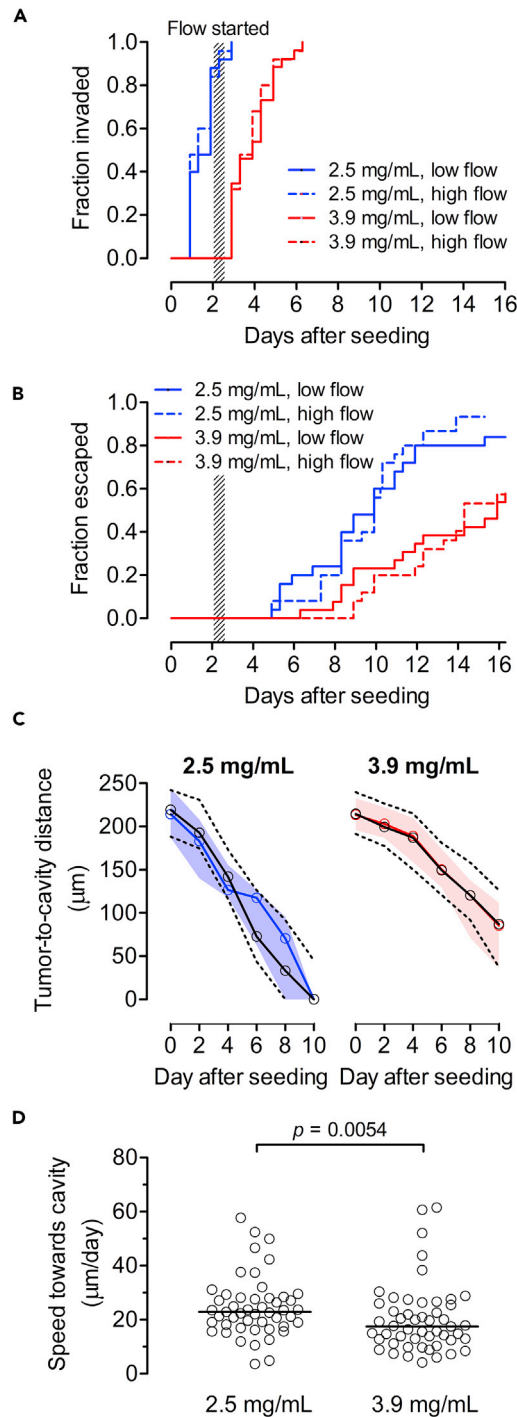 A
Flow started
1.0
0.8
0.6
0.4
0.2
0.0
Fraction invaded
2.5 mg/mL, low flow
2.5 mg/mL, high flow
3.9 mg/mL, low flow
3.9 mg/mL, high flow
0 2 4 6 8 10 12 14 16
Days after seeding
B
2.5 mg/mL, low flow
2.5 mg/mL, high flow
3.9 mg/mL, low flow
3.9 mg/mL, high flow
1.0
0.8
0.6
0.4
0.2
0.0
Fraction escaped
0 2 4 6 8 10 12 14 16
Days after seeding
C
2.5 mg/mL
3.9 mg/mL
250
200
150
100
50
0
Tumor-to-cavity distance
(μm)
0 2 4 6 8 10
0 2 4 6 8 10
Day after seeding
Day after seeding
D
p = 0.0054
80
60
40
20
0
Speed towards cavity
(μm/day)
2.5 mg/mL
3.9 mg/mL